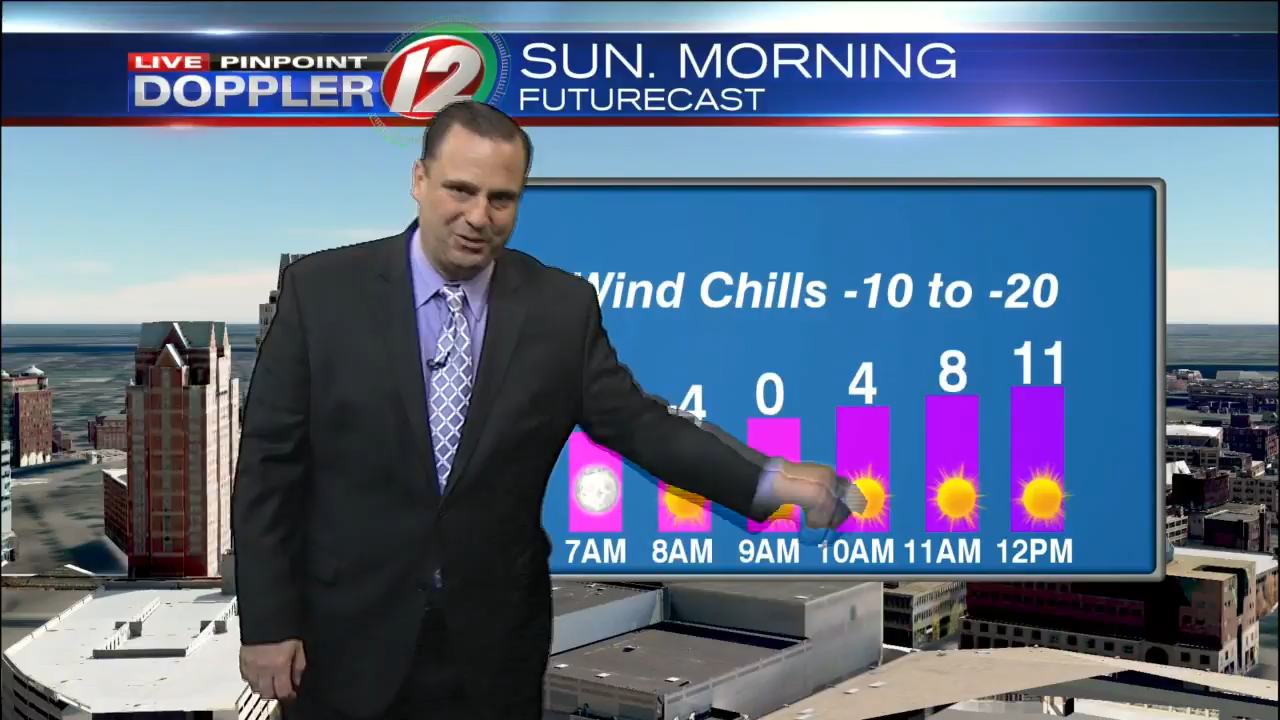 LIVE PINPOINT
DOPPLER 12
SUN. MORNING
FUTURECAST
Wind Chills -10 to -20
-4 0 4 8 11
7AM 8AM 9AM 10AM 11AM 12PM